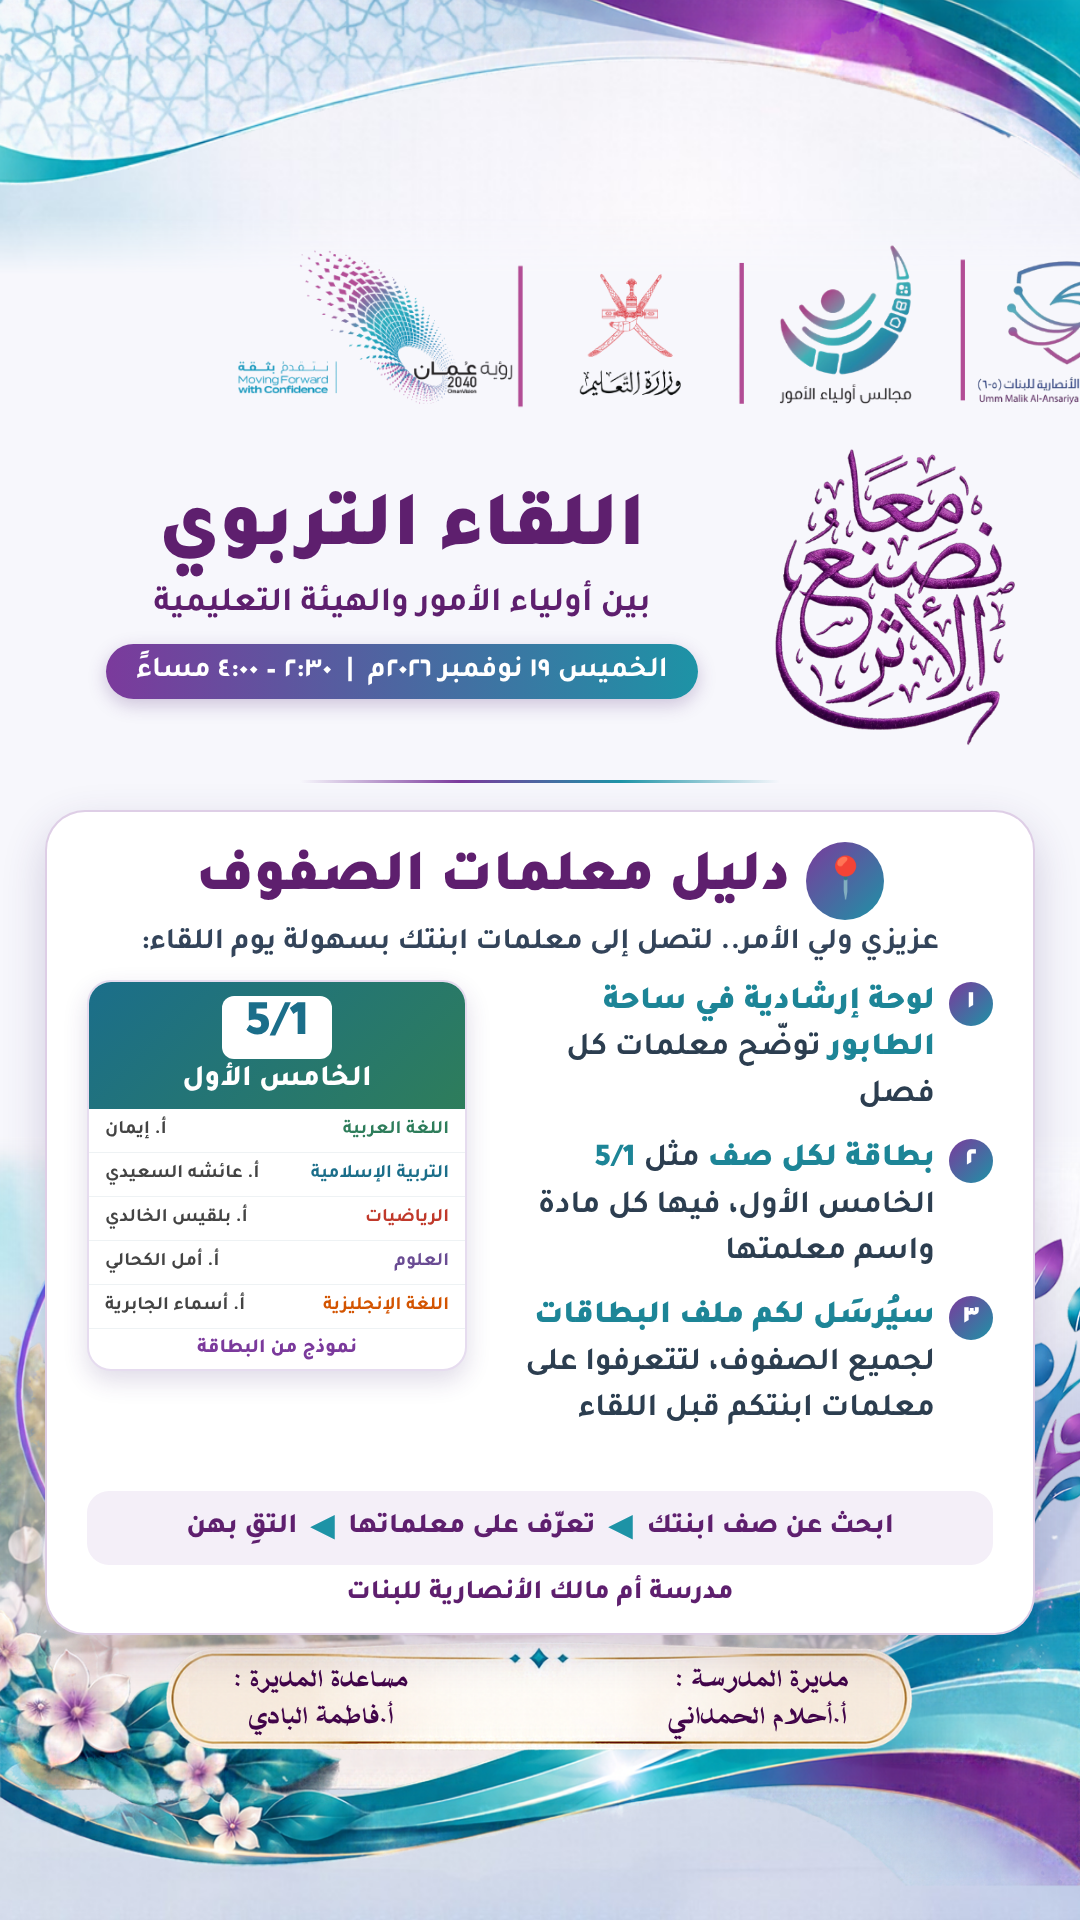 نتقدم بثقة
Moving Forward
with Confidence
رؤية عُمان
2040
OmanVision
وزارة التعليم
مجالس أولياء الأمور
الأنصارية للبنات (٥-٦)
Umm Malik Al-Ansariya
معًا
نصنع
الأثر
اللقاء التربوي
بين أولياء الأمور والهيئة التعليمية
الخميس ١٩ نوفمبر ٢٠٢٦م | ٢:٣٠ - ٤:٠٠ مساءً
دليل معلمات الصفوف
عزيزي ولي الأمر.. لتصل إلى معلمات ابنتك بسهولة يوم اللقاء:
١
لوحة إرشادية في ساحة
الطابور توضّح معلمات كل
فصل
٢
بطاقة لكل صف مثل 5/1
الخامس الأول، فيها كل مادة
واسم معلمتها
٣
سيُرسَل لكم ملف البطاقات
لجميع الصفوف، لتتعرفوا على
معلمات ابنتكم قبل اللقاء
5/1
الخامس الأول
اللغة العربية أ. إيمان
التربية الإسلامية أ. عائشه السعيدي
الرياضيات أ. بلقيس الخالدي
العلوم أ. أمل الكحالي
اللغة الإنجليزية أ. أسماء الجابرية
نموذج من البطاقة
ابحث عن صف ابنتك ◀ تعرّف على معلماتها ◀ التقِ بهن
مدرسة أم مالك الأنصارية للبنات
مديرة المدرسة :
أ.أحلام الحمداني
مساعدة المديرة :
أ.فاطمة البادي